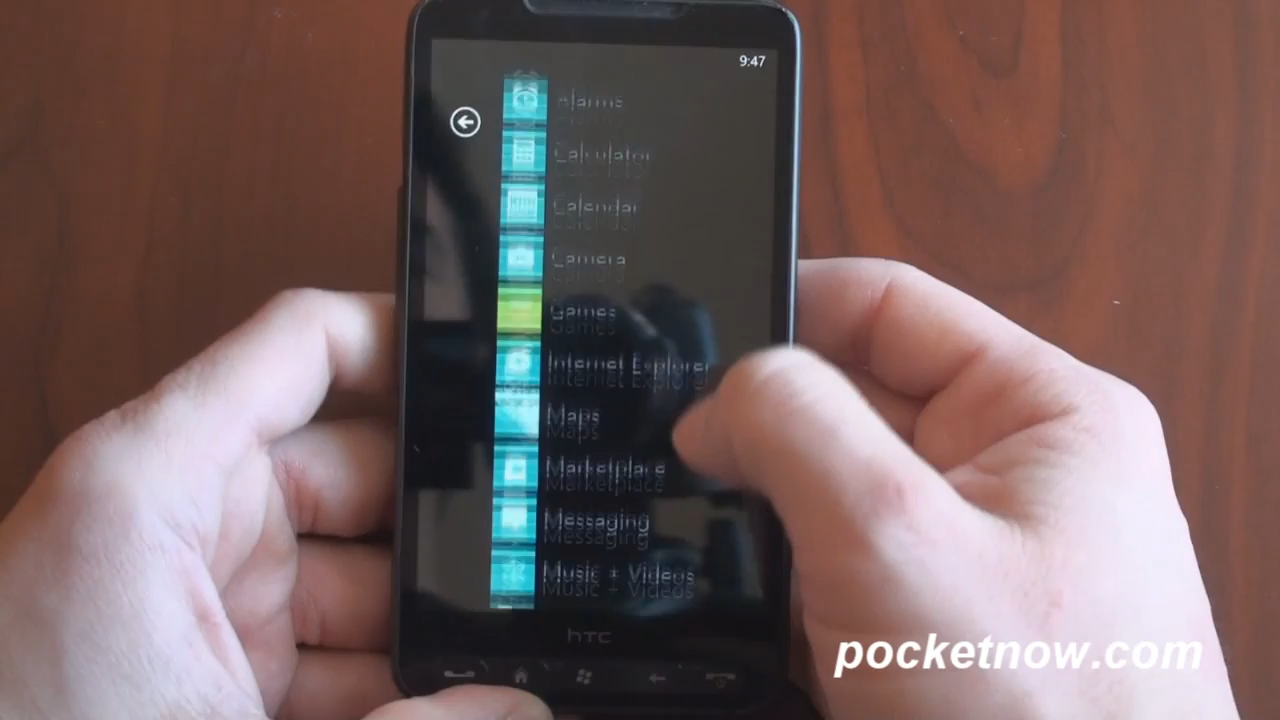 9:47
Alarms
Calculator
Calendar
Camera
Games
Internet Explorer
Maps
Marketplace
Messaging
Music + Videos
hTC
pocketnow.com